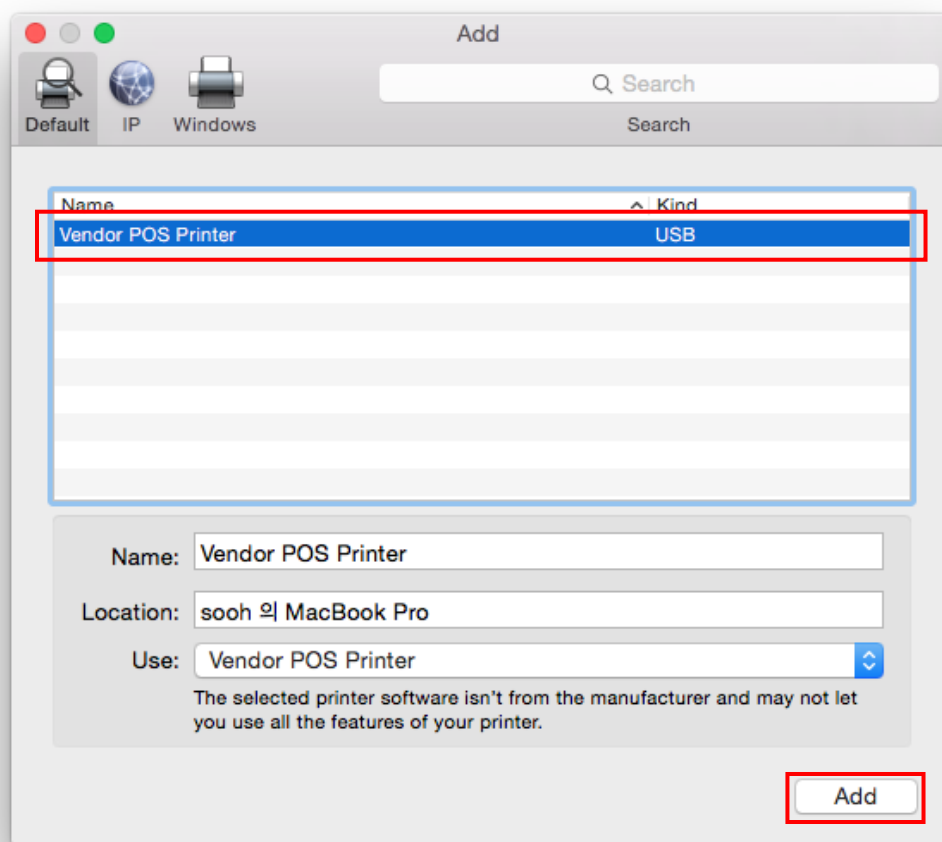 Add
Search
Default IP Windows Search
Name Kind
Vendor POS Printer USB
Name: Vendor POS Printer
Location: sooh 의 MacBook Pro
Use: Vendor POS Printer
The selected printer software isn't from the manufacturer and may not let
you use all the features of your printer.
Add